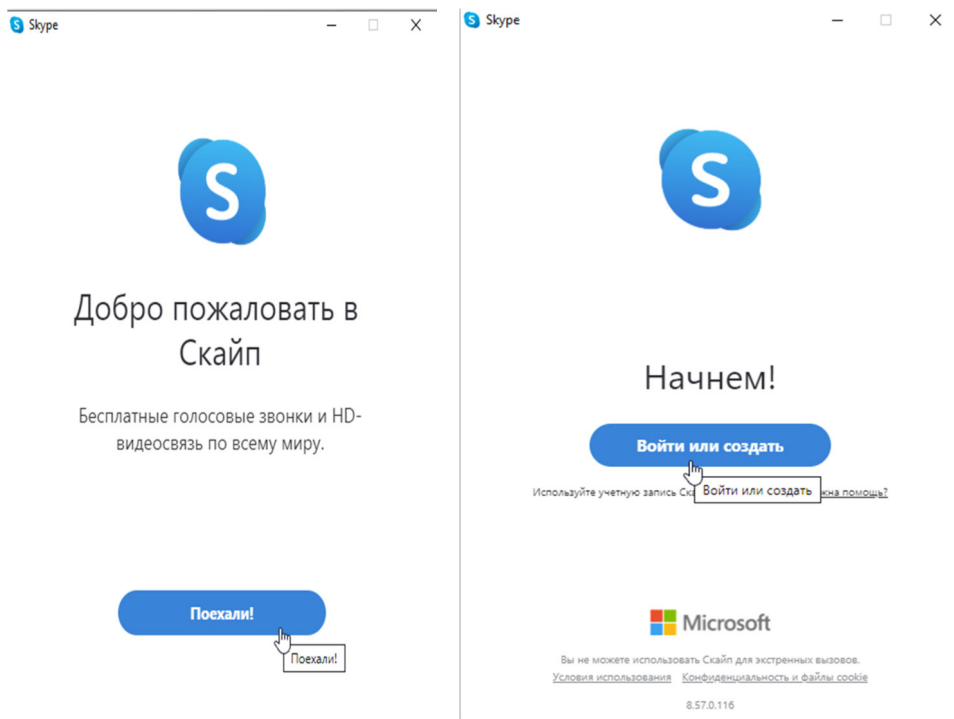 Skype
S
Добро пожаловать в
Скайп
Бесплатные голосовые звонки и HD-
видеосвязь по всему миру.
Поехали!
Поехали!
Skype
S
Начнем!
Войти или создать
Используйте учетную запись
Войти или создать
помощь?
Microsoft
Вы не можете использовать Скайп для экстренных вызовов.
Условия использования Конфиденциальность и файлы cookie
8.57.0.116